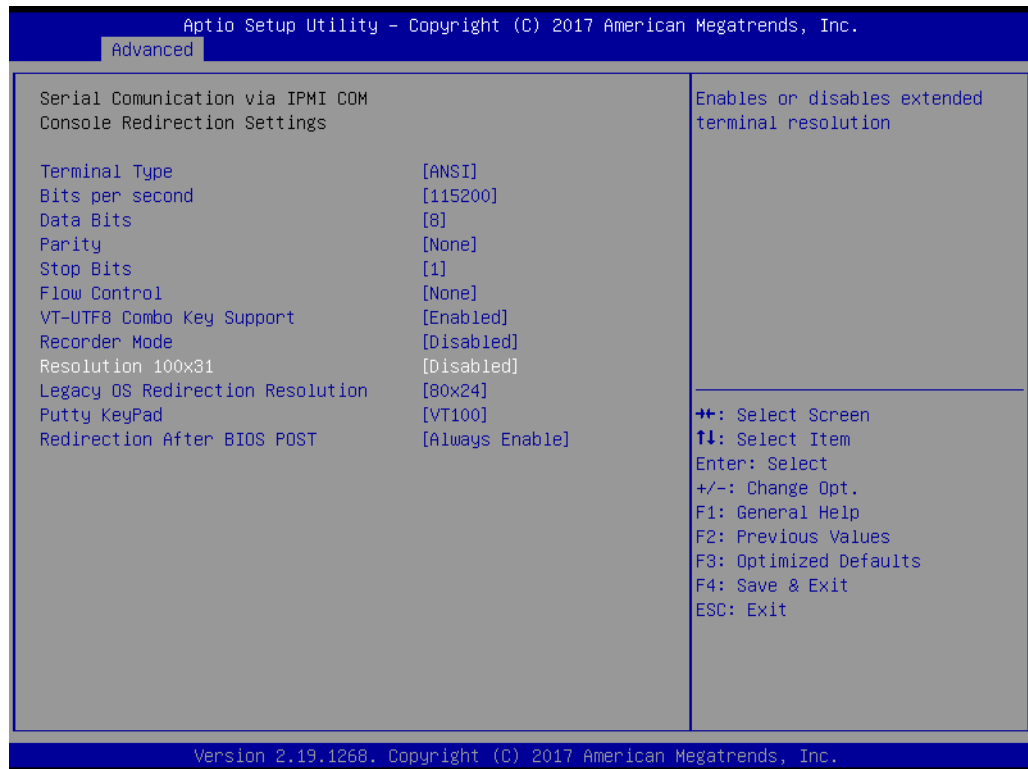 Aptio Setup Utility – Copyright (C) 2017 American Megatrends, Inc.
Advanced
Serial Comunication via IPMI COM
Console Redirection Settings
Terminal Type [ANSI]
Bits per second [115200]
Data Bits [8]
Parity [None]
Stop Bits [1]
Flow Control [None]
VT-UTF8 Combo Key Support [Enabled]
Recorder Mode [Disabled]
Resolution 100x31 [Disabled]
Legacy OS Redirection Resolution [80x24]
Putty KeyPad [VT100]
Redirection After BIOS POST [Always Enable]
Enables or disables extended
terminal resolution
→←: Select Screen
↑↓: Select Item
Enter: Select
+/-: Change Opt.
F1: General Help
F2: Previous Values
F3: Optimized Defaults
F4: Save & Exit
ESC: Exit
Version 2.19.1268. Copyright (C) 2017 American Megatrends, Inc.